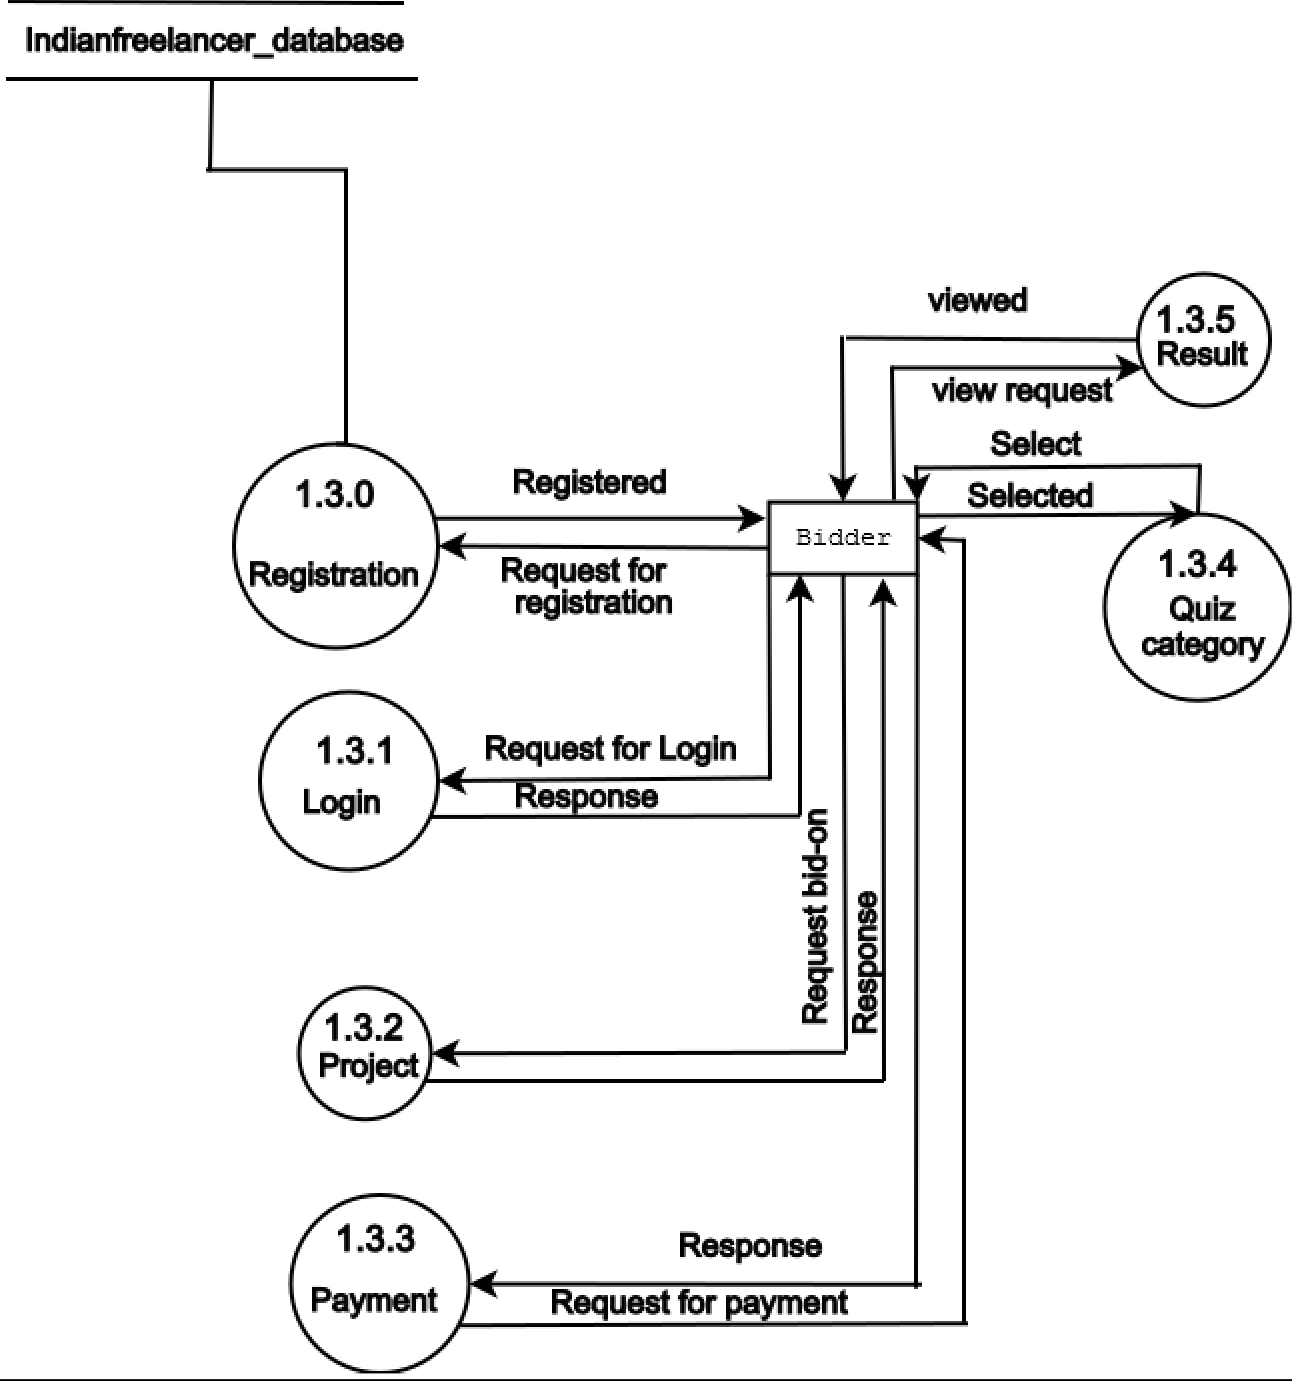 Indianfreelancer_database
viewed
1.3.5
Result
view request
Select
Selected
1.3.0
Registration
Registered
Request for
registration
Bidder
1.3.4
Quiz
category
1.3.1
Login
Request for Login
Response
Request bid-on
Response
1.3.2
Project
1.3.3
Payment
Response
Request for payment